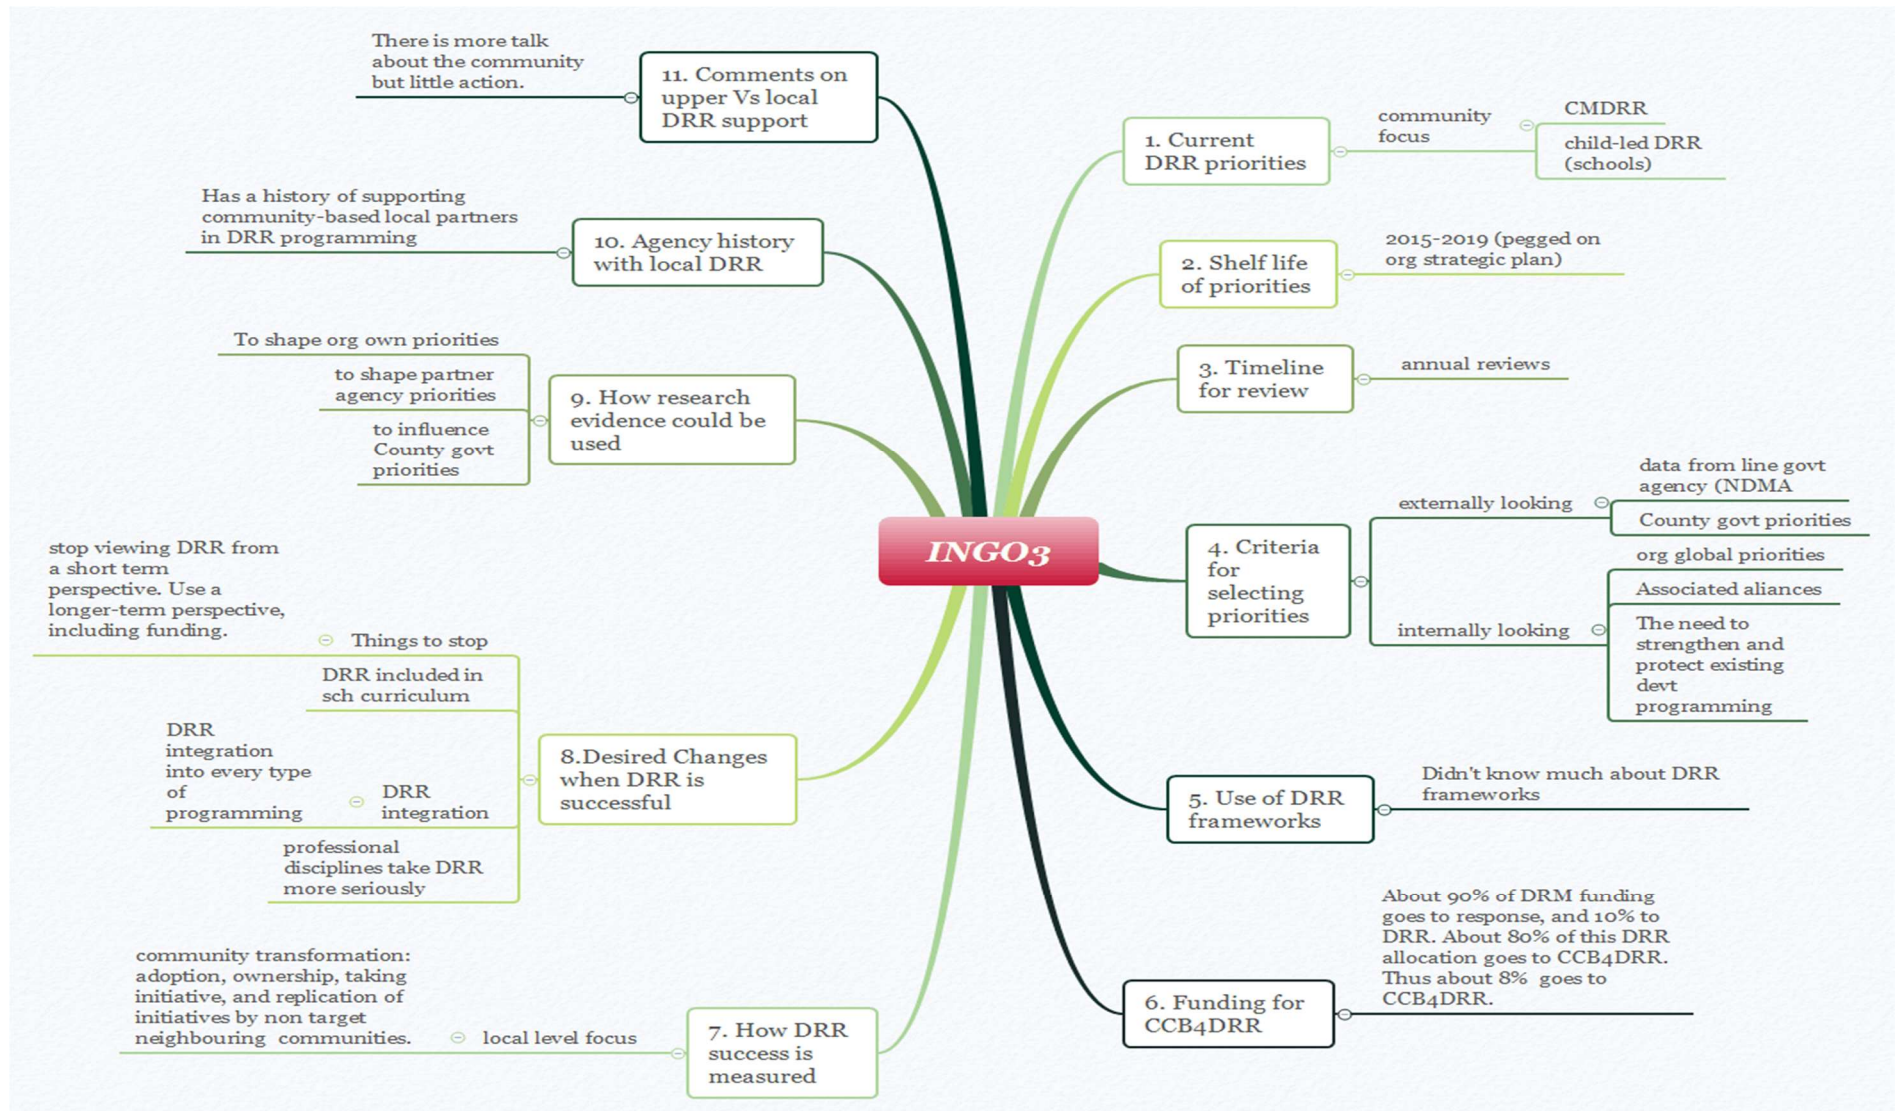 INGO3
1. Current
DRR priorities
community
focus
CMDRR
child-led DRR
(schools)
2. Shelf life
of priorities
2015-2019 (pegged on
org strategic plan)
3. Timeline
for review
annual reviews
4. Criteria
for
selecting
priorities
externally looking
data from line govt
agency (NDMA
County govt priorities
internally looking
org global priorities
Associated aliances
The need to
strengthen and
protect existing
devt
programming
5. Use of DRR
frameworks
Didn't know much about DRR
frameworks
6. Funding for
CCB4DRR
About 90% of DRM funding
goes to response, and 10% to
DRR. About 80% of this DRR
allocation goes to CCB4DRR.
Thus about 8% goes to
CCB4DRR.
7. How DRR
success is
measured
local level focus
community transformation:
adoption, ownership, taking
initiative, and replication of
initiatives by non target
neighbouring communities.
8.Desired Changes
when DRR is
successful
Things to stop
stop viewing DRR from
a short term
perspective. Use a
longer-term perspective,
including funding.
DRR included in
sch curriculum
DRR
integration
DRR
integration
into every type
of
programming
professional
disciplines take DRR
more seriously
9. How research
evidence could be
used
To shape org own priorities
to shape partner
agency priorities
to influence
County govt
priorities
10. Agency history
with local DRR
Has a history of supporting
community-based local partners
in DRR programming
11. Comments on
upper Vs local
DRR support
There is more talk
about the community
but little action.